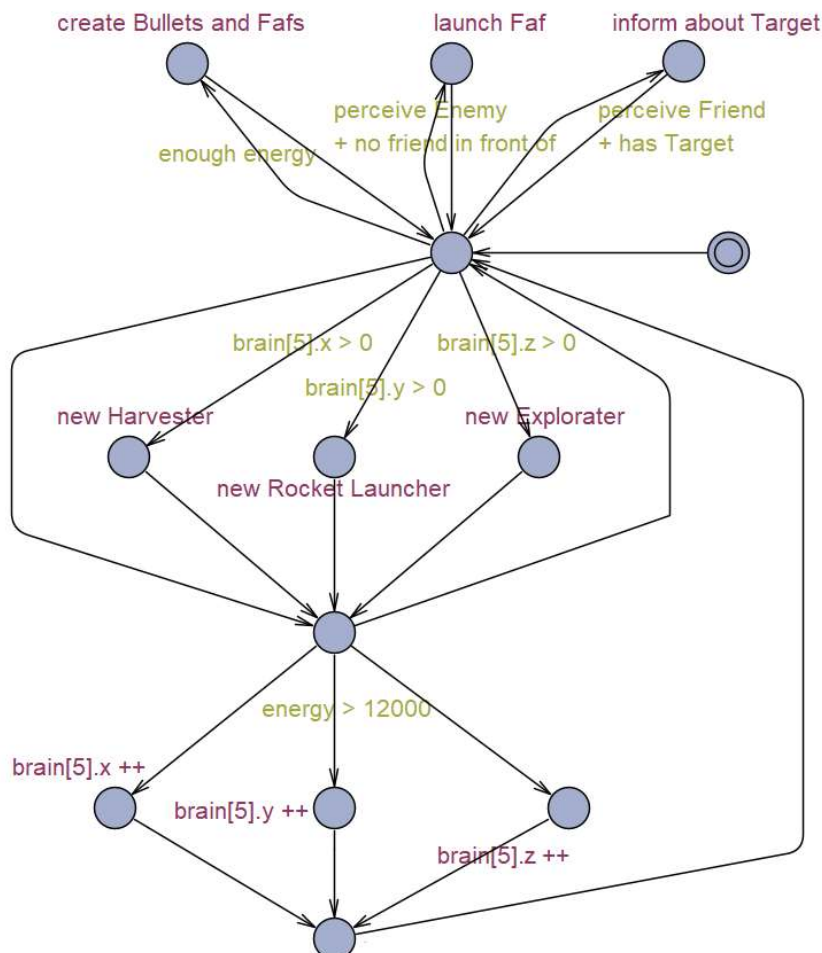 create Bullets and Fafs
launch Faf
inform about Target
perceive Enemy
+ no friend in front of
perceive Friend
+ has Target
enough energy
brain[5].x > 0
brain[5].z > 0
brain[5].y > 0
new Harvester
new Explorater
new Rocket Launcher
energy > 12000
brain[5].x ++
brain[5].y ++
brain[5].z ++